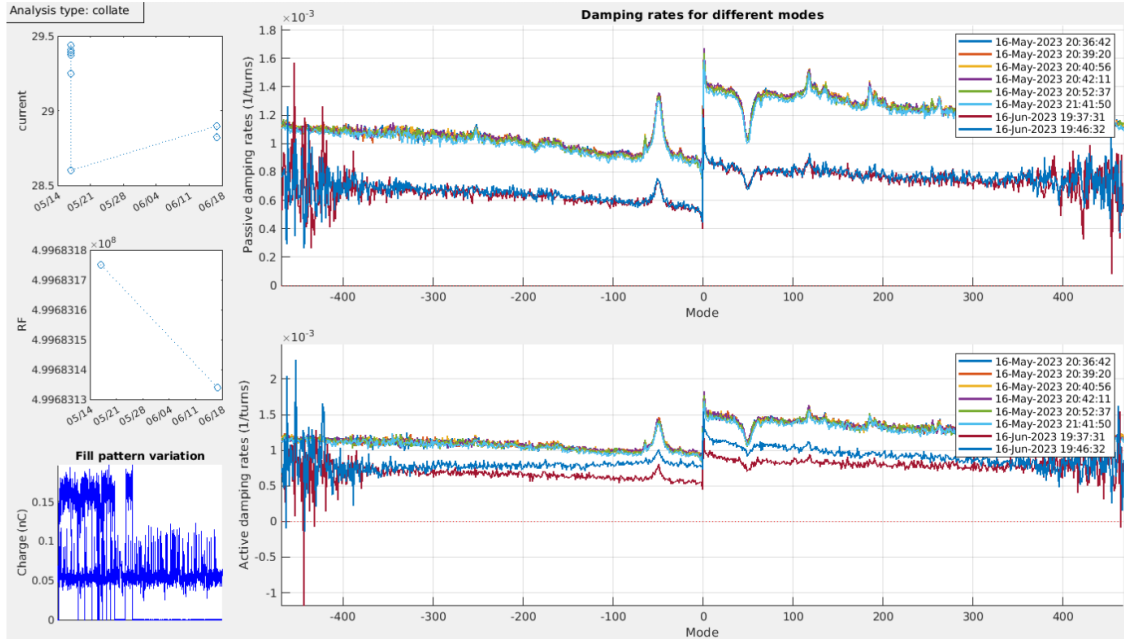 Analysis type: collate
29.5
29
28.5
current
05/14
05/21
05/28
06/04
06/11
06/18
×10^8
4.9968318
4.9968317
4.9968316
4.9968315
4.9968314
4.9968313
RF
05/14
05/21
05/28
06/04
06/11
06/18
Fill pattern variation
0.15
0.1
0.05
0
Charge (nC)
Damping rates for different modes
×10^-3
1.8
1.6
1.4
1.2
1
0.8
0.6
0.4
0.2
0
Passive damping rates (1/turns)
-400 -300 -200 -100 0 100 200 300 400
Mode
16-May-2023 20:36:42
16-May-2023 20:39:20
16-May-2023 20:40:56
16-May-2023 20:42:11
16-May-2023 20:52:37
16-May-2023 21:41:50
16-Jun-2023 19:37:31
16-Jun-2023 19:46:32
×10^-3
2
1.5
1
0.5
0
-0.5
-1
Active damping rates (1/turns)
-400 -300 -200 -100 0 100 200 300 400
Mode
16-May-2023 20:36:42
16-May-2023 20:39:20
16-May-2023 20:40:56
16-May-2023 20:42:11
16-May-2023 20:52:37
16-May-2023 21:41:50
16-Jun-2023 19:37:31
16-Jun-2023 19:46:32